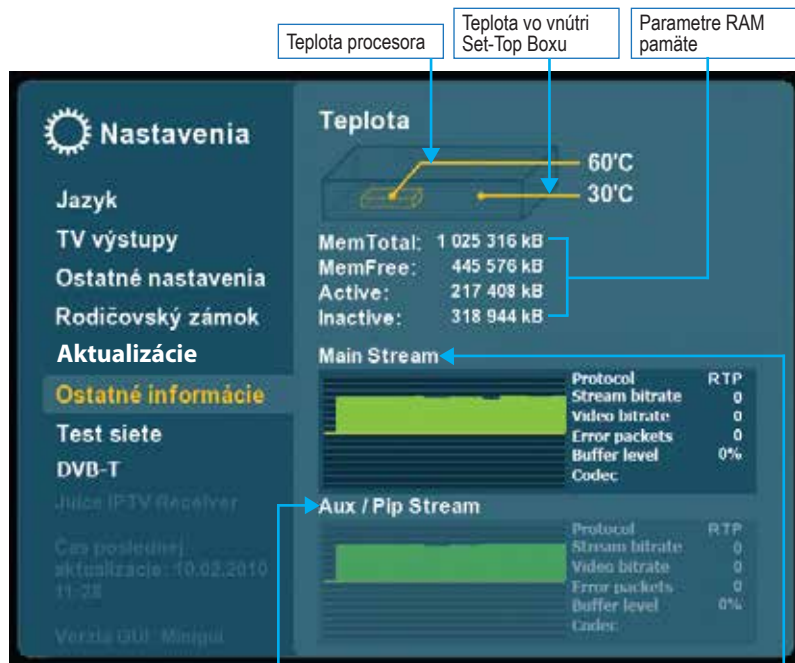 Teplota procesora
Teplota vo vnútri
Set-Top Boxu
Parametre RAM
pamäte
Nastavenia
Jazyk
TV výstupy
Ostatné nastavenia
Rodičovský zámok
Aktualizácie
Ostatné informácie
Test siete
DVB-T
Juice IPTV Receiver
Čas poslednej
aktualizácie: 10.02.2010
11:28
Verzia GUI: Minigui
Teplota
60'C
30'C
MemTotal: 1 025 316 kB
MemFree: 445 576 kB
Active: 217 408 kB
Inactive: 318 944 kB
Main Stream
Protocol RTP
Stream bitrate 0
Video bitrate 0
Error packets 0
Buffer level 0%
Codec
Aux / Pip Stream
Protocol RTP
Stream bitrate 0
Video bitrate 0
Error packets 0
Buffer level 0%
Codec